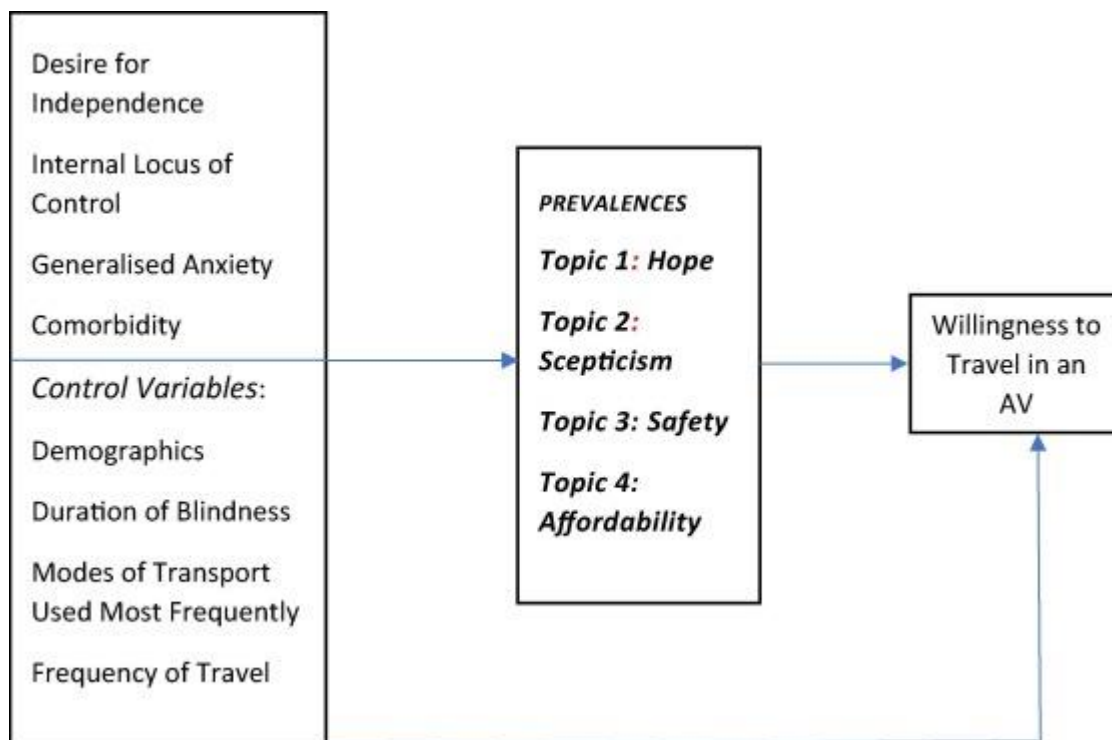 Desire for
Independence
Internal Locus of
Control
Generalised Anxiety
Comorbidity
Control Variables:
Demographics
Duration of Blindness
Modes of Transport
Used Most Frequently
Frequency of Travel
PREVALENCES
Topic 1: Hope
Topic 2:
Scepticism
Topic 3: Safety
Topic 4:
Affordability
Willingness to
Travel in an
AV